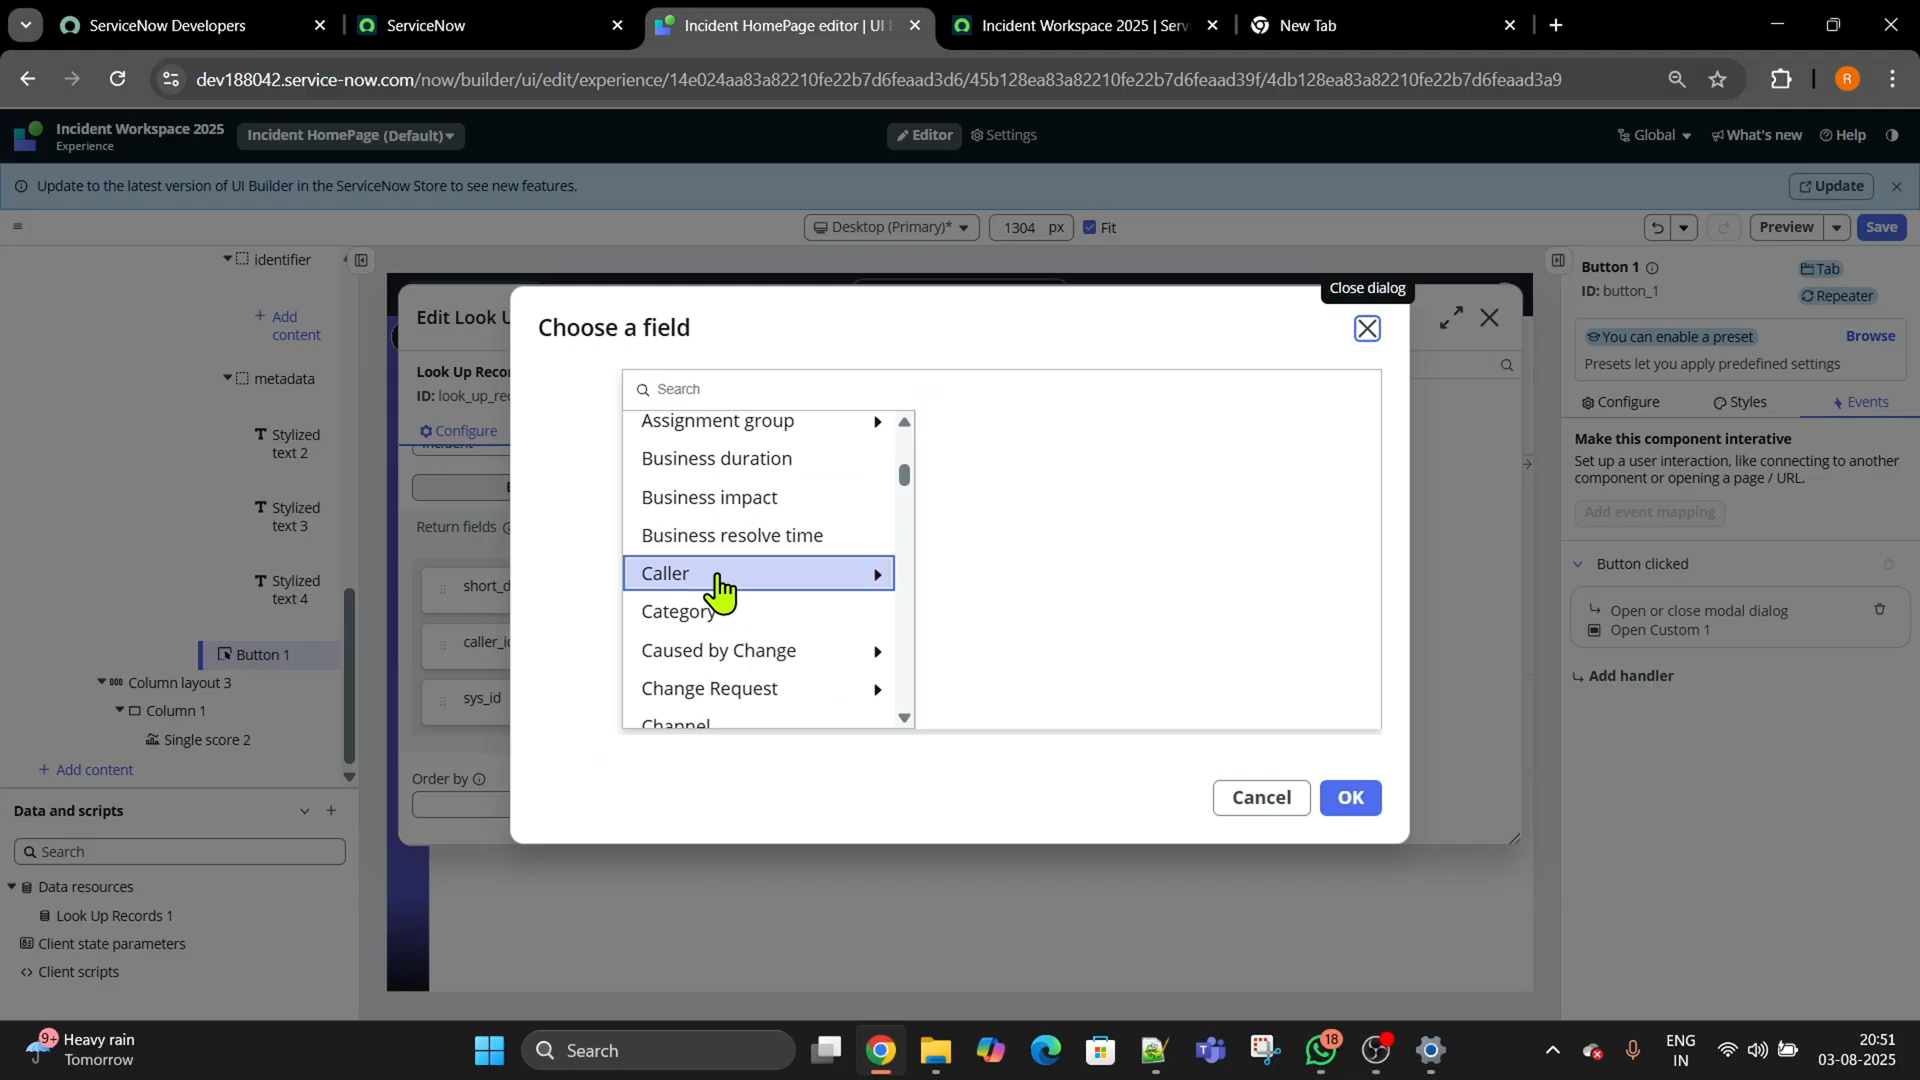 ServiceNow Developers
ServiceNow
Incident HomePage editor | UI
Incident Workspace 2025 | Serv
New Tab
dev188042.service-now.com/now/builder/ui/edit/experience/14e024aa83a82210fe22b7d6feaad3d6/45b128ea83a82210fe22b7d6feaad39f/4db128ea83a82210fe22b7d6feaad3a9
R
Incident Workspace 2025
Experience
Incident HomePage (Default)
Editor
Settings
Global
What's new
Help
Update to the latest version of UI Builder in the ServiceNow Store to see new features.
Update
Desktop (Primary)*
1304 px
Fit
Preview
Save
identifier
+ Add content
metadata
Stylized text 2
Stylized text 3
Stylized text 4
Button 1
Column layout 3
Column 1
Single score 2
+ Add content
Data and scripts
Search
Data resources
Look Up Records 1
Client state parameters
Client scripts
Edit Look U
Look Up Reco
ID: look_up_re
Configure
Return fields
short_d
caller_i
sys_id
Order by
Close dialog
Choose a field
Search
Assignment group
Business duration
Business impact
Business resolve time
Caller
Category
Caused by Change
Change Request
Channel
Cancel
OK
Button 1
ID: button_1
Tab
Repeater
You can enable a preset
Browse
Presets let you apply predefined settings
Configure
Styles
Events
Make this component interative
Set up a user interaction, like connecting to another
component or opening a page / URL.
Add event mapping
Button clicked
Open or close modal dialog
Open Custom 1
Add handler
9+
Heavy rain
Tomorrow
Search
18
ENG
IN
20:51
03-08-2025